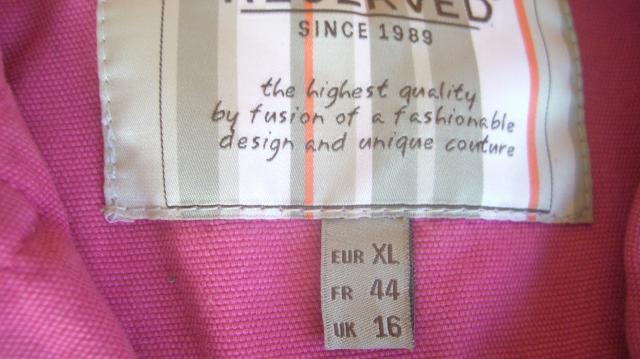 RESERVED
SINCE 1989
the highest quality
by fusion of a fashionable
design and unique couture
EUR XL
FR 44
UK 16